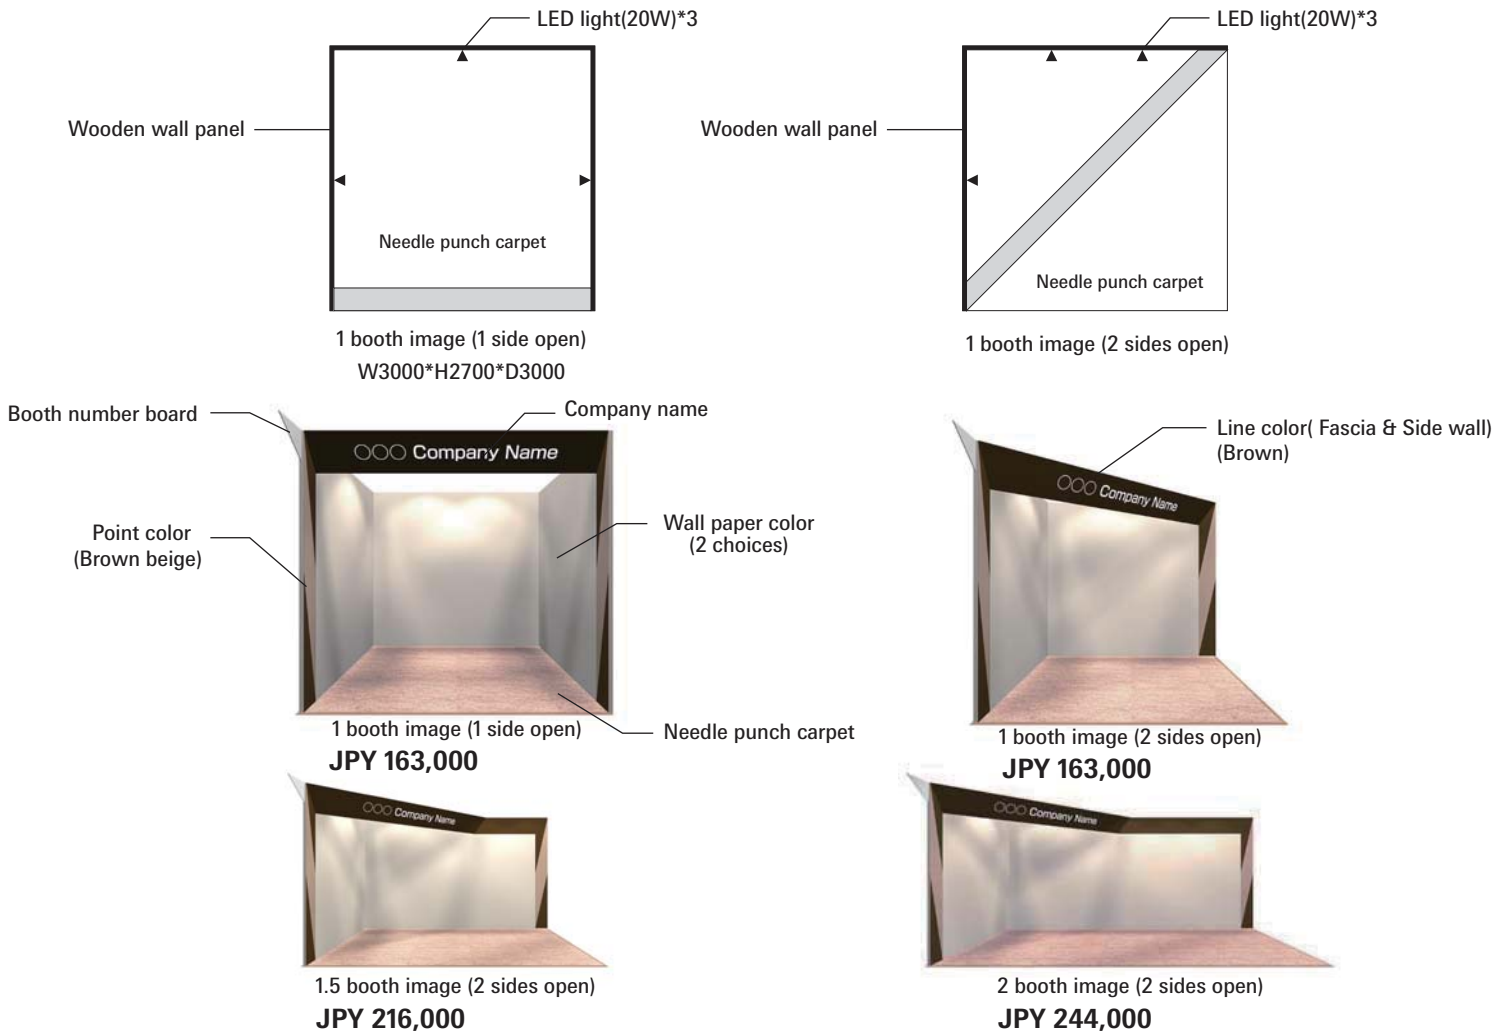 LED light(20W)*3
LED light(20W)*3
Wooden wall panel
Wooden wall panel
Needle punch carpet
Needle punch carpet
1 booth image (1 side open)
W3000*H2700*D3000
1 booth image (2 sides open)
Booth number board
Company name
○○○ Company Name
Point color
(Brown beige)
Wall paper color
(2 choices)
Needle punch carpet
1 booth image (1 side open)
JPY 163,000
Line color( Fascia & Side wall)
(Brown)
○○○ Company Name
1 booth image (2 sides open)
JPY 163,000
○○○ Company Name
1.5 booth image (2 sides open)
JPY 216,000
○○○ Company Name
2 booth image (2 sides open)
JPY 244,000